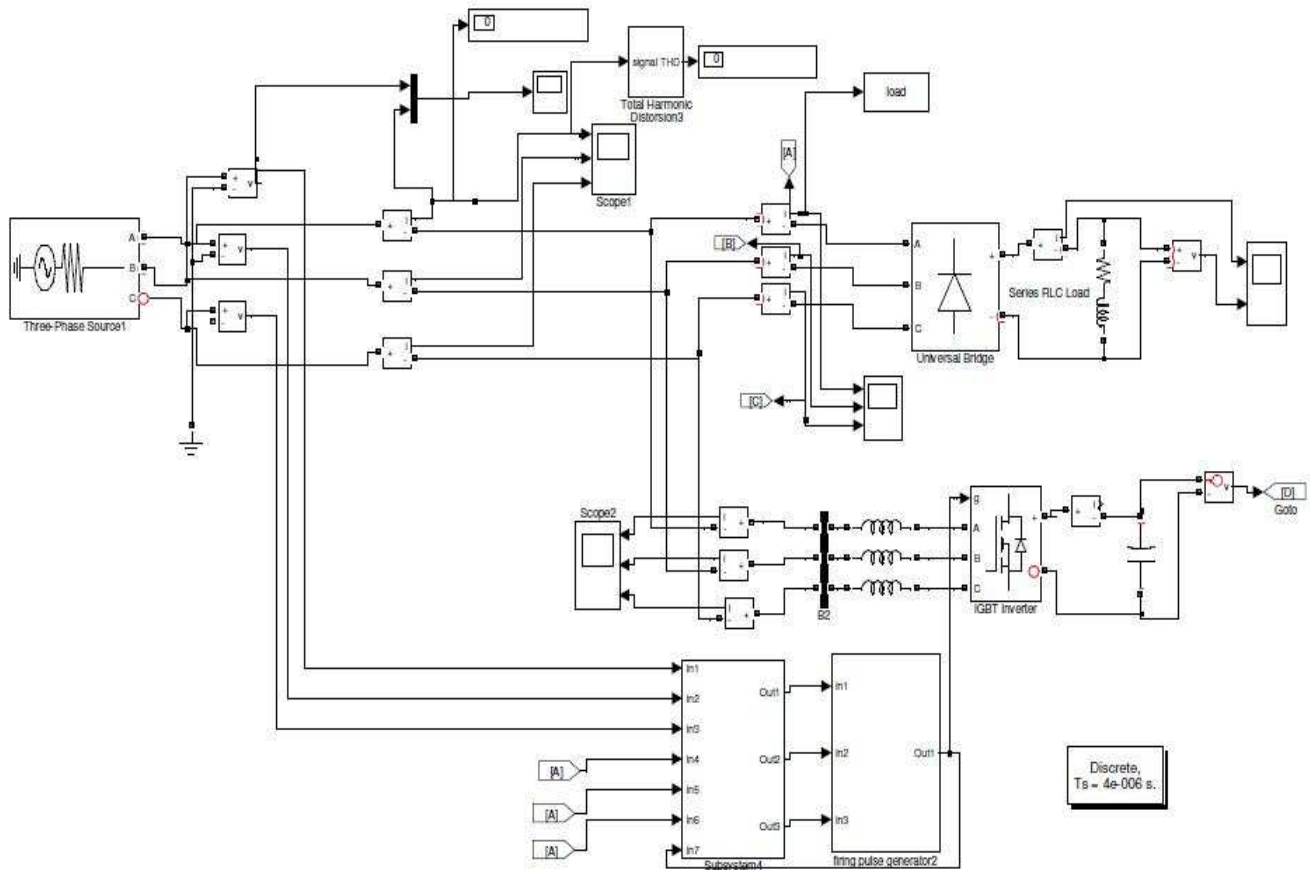 0
signal THD
0
Total Harmonic
Distorsion3
load
[A]
Scope1
v
+
-
A
B
C
Three-Phase Source1
+
-
v
+
-
v
[B]
A
B
C
+
-
Universal Bridge
Series RLC Load
v
[C]
Scope2
B2
g
A
B
C
+
IGBT Inverter
v
[D]
Goto
In1
In2
In3
In4
In5
In6
In7
Out1
Out2
Out3
Subsystem4
In1
In2
In3
Out1
firing pulse generator2
[A]
[A]
[A]
Discrete,
Ts = 4e-006 s.